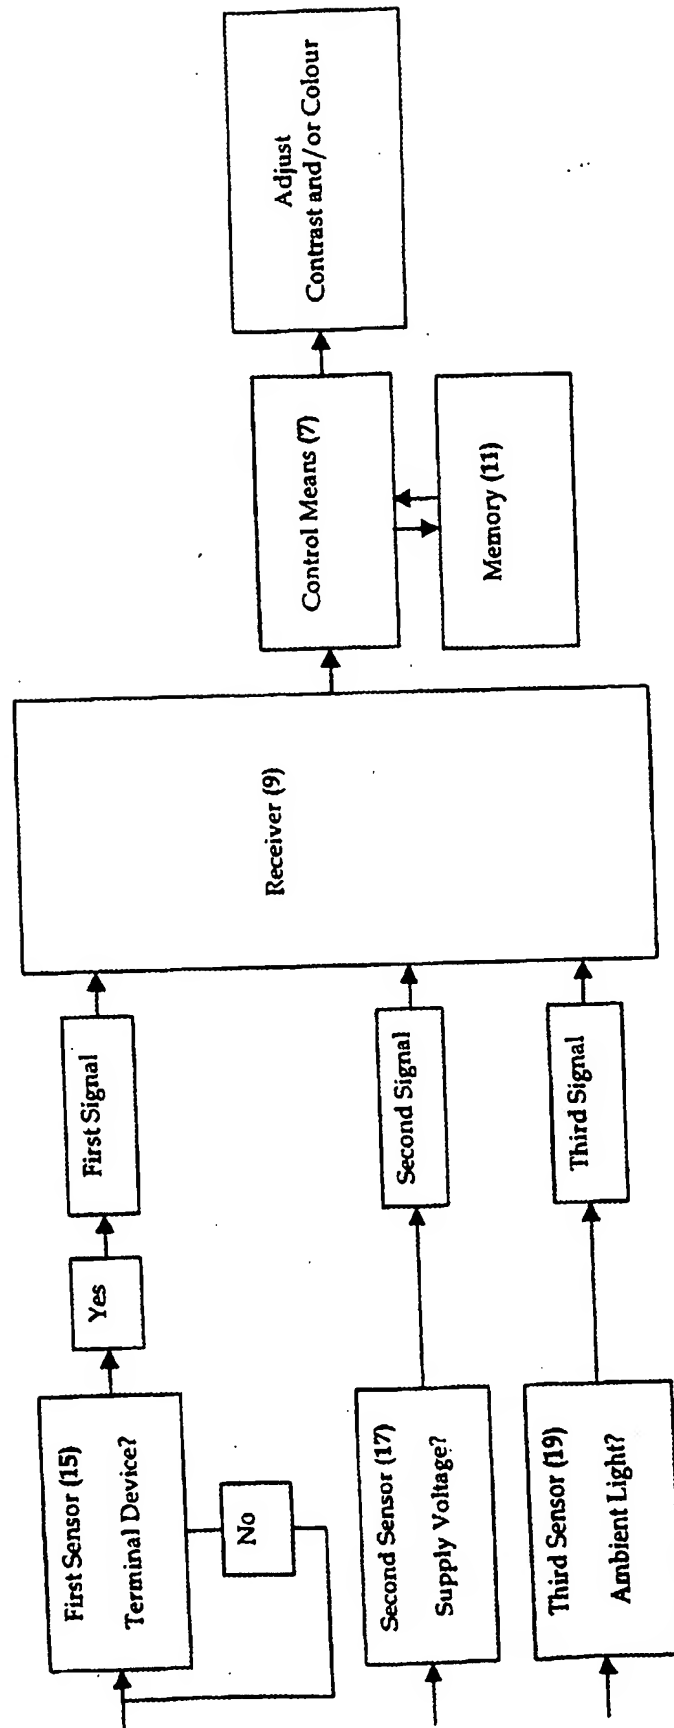 First Sensor (15)
Terminal Device?
Yes
No
First Signal
Second Sensor (17)
Supply Voltage?
Second Signal
Third Sensor (19)
Ambient Light?
Third Signal
Receiver (9)
Control Means (7)
Memory (11)
Adjust
Contrast and/or Colour